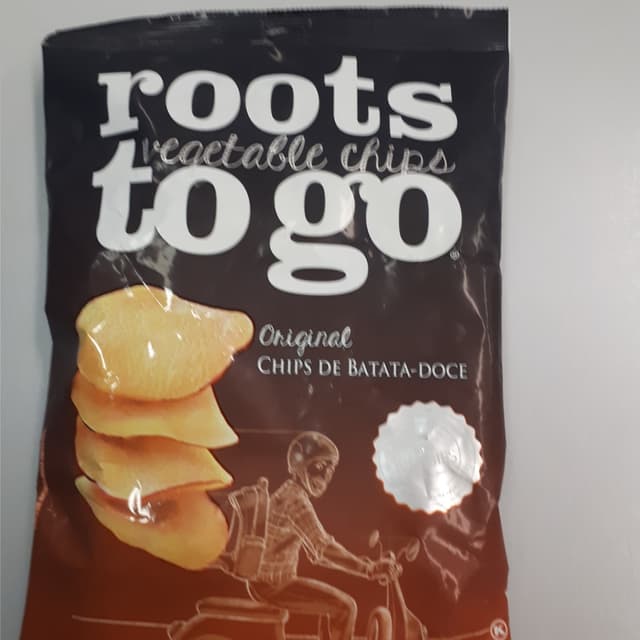 roots
vegetable chips
to go
Original
CHIPS DE BATATA-DOCE
K